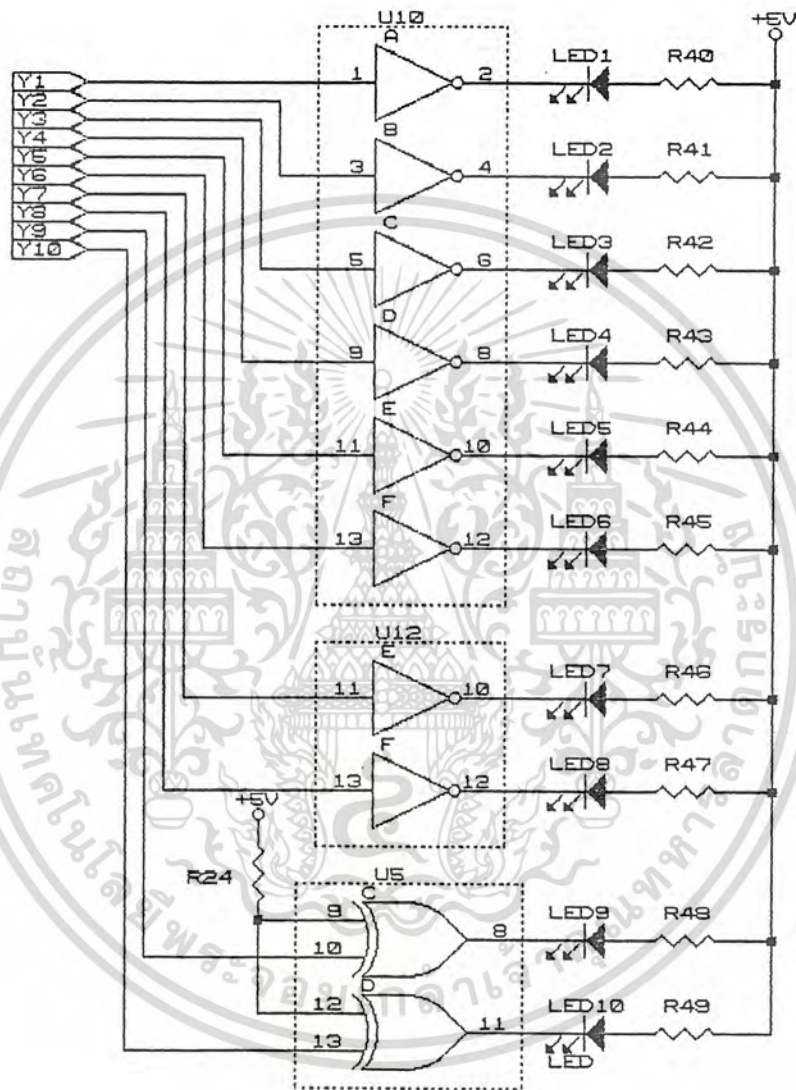 U10
+5V
A
Y1
1
2
LED1
R40
Y2
B
Y3
Y4
3
4
LED2
R41
Y5
Y6
C
Y7
Y8
5
6
LED3
R42
Y9
Y10
D
9
8
LED4
R43
E
11
10
LED5
R44
F
13
12
LED6
R45
U12
E
11
10
LED7
R46
F
13
12
LED8
R47
+5V
R24
U5
C
9
10
8
LED9
R48
D
12
13
11
LED10
R49
LED